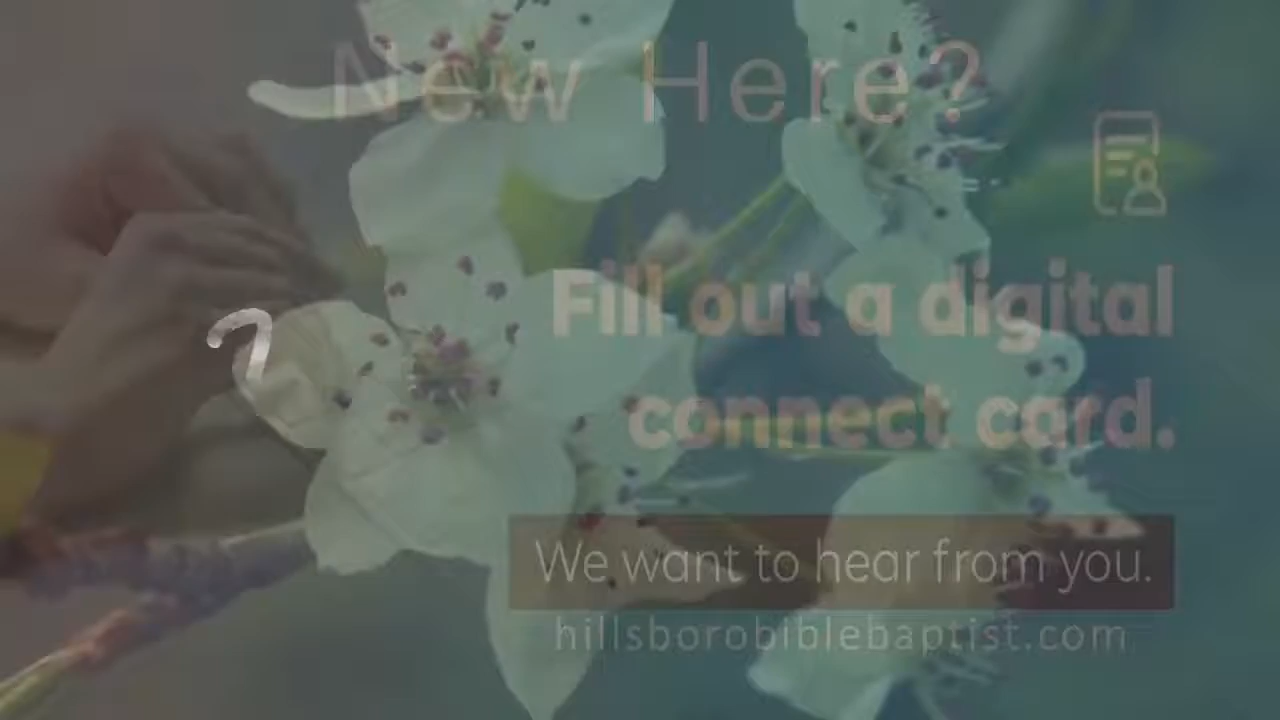 New Here?
Fill out a digital
connect card.
We want to hear from you.
hillsborobiblebaptist.com